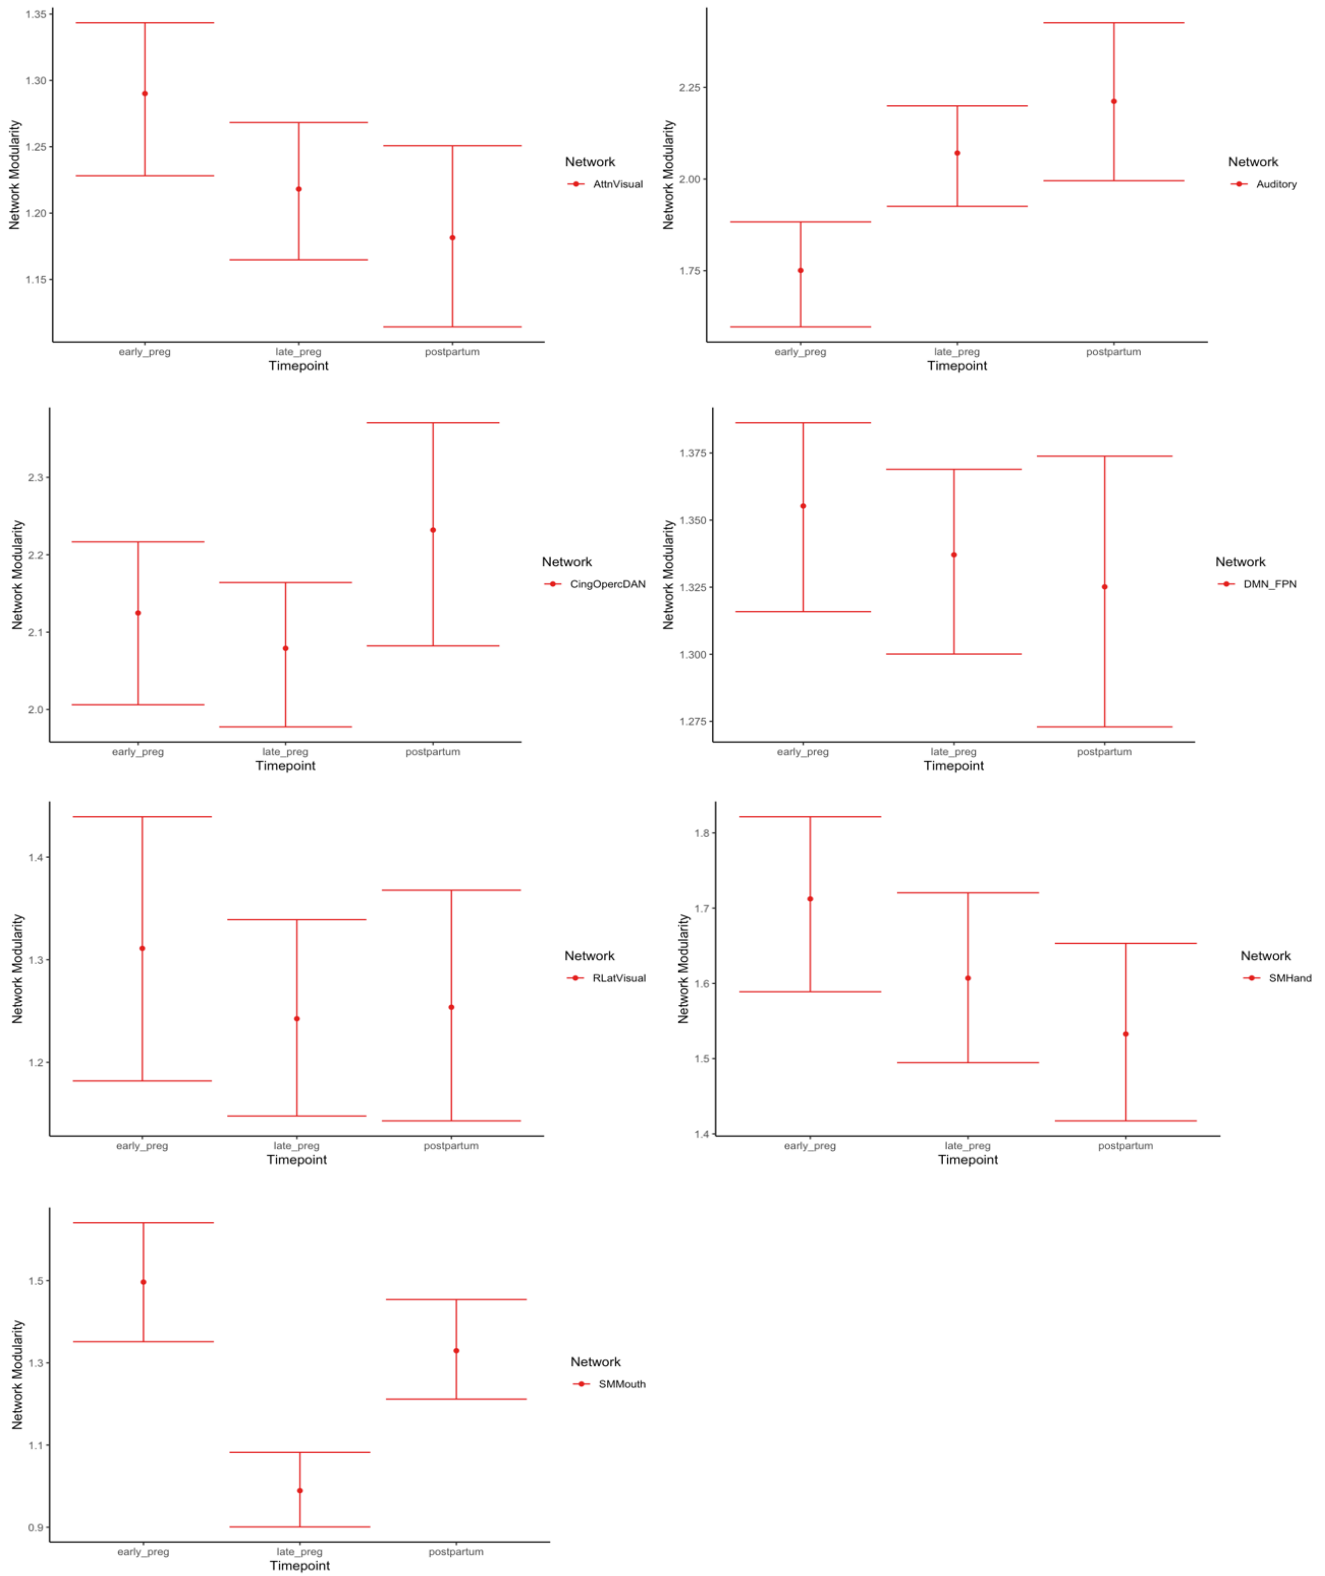 Network Modularity
1.35
1.30
1.25
1.20
1.15
early_preg late_preg postpartum
Timepoint
Network
AttnVisual
Network Modularity
2.25
2.00
1.75
early_preg late_preg postpartum
Timepoint
Network
Auditory
Network Modularity
2.3
2.2
2.1
2.0
early_preg late_preg postpartum
Timepoint
Network
CingOpercDAN
Network Modularity
1.375
1.350
1.325
1.300
1.275
early_preg late_preg postpartum
Timepoint
Network
DMN_FPN
Network Modularity
1.4
1.3
1.2
early_preg late_preg postpartum
Timepoint
Network
RLatVisual
Network Modularity
1.8
1.7
1.6
1.5
1.4
early_preg late_preg postpartum
Timepoint
Network
SMHand
Network Modularity
1.5
1.3
1.1
0.9
early_preg late_preg postpartum
Timepoint
Network
SMMouth